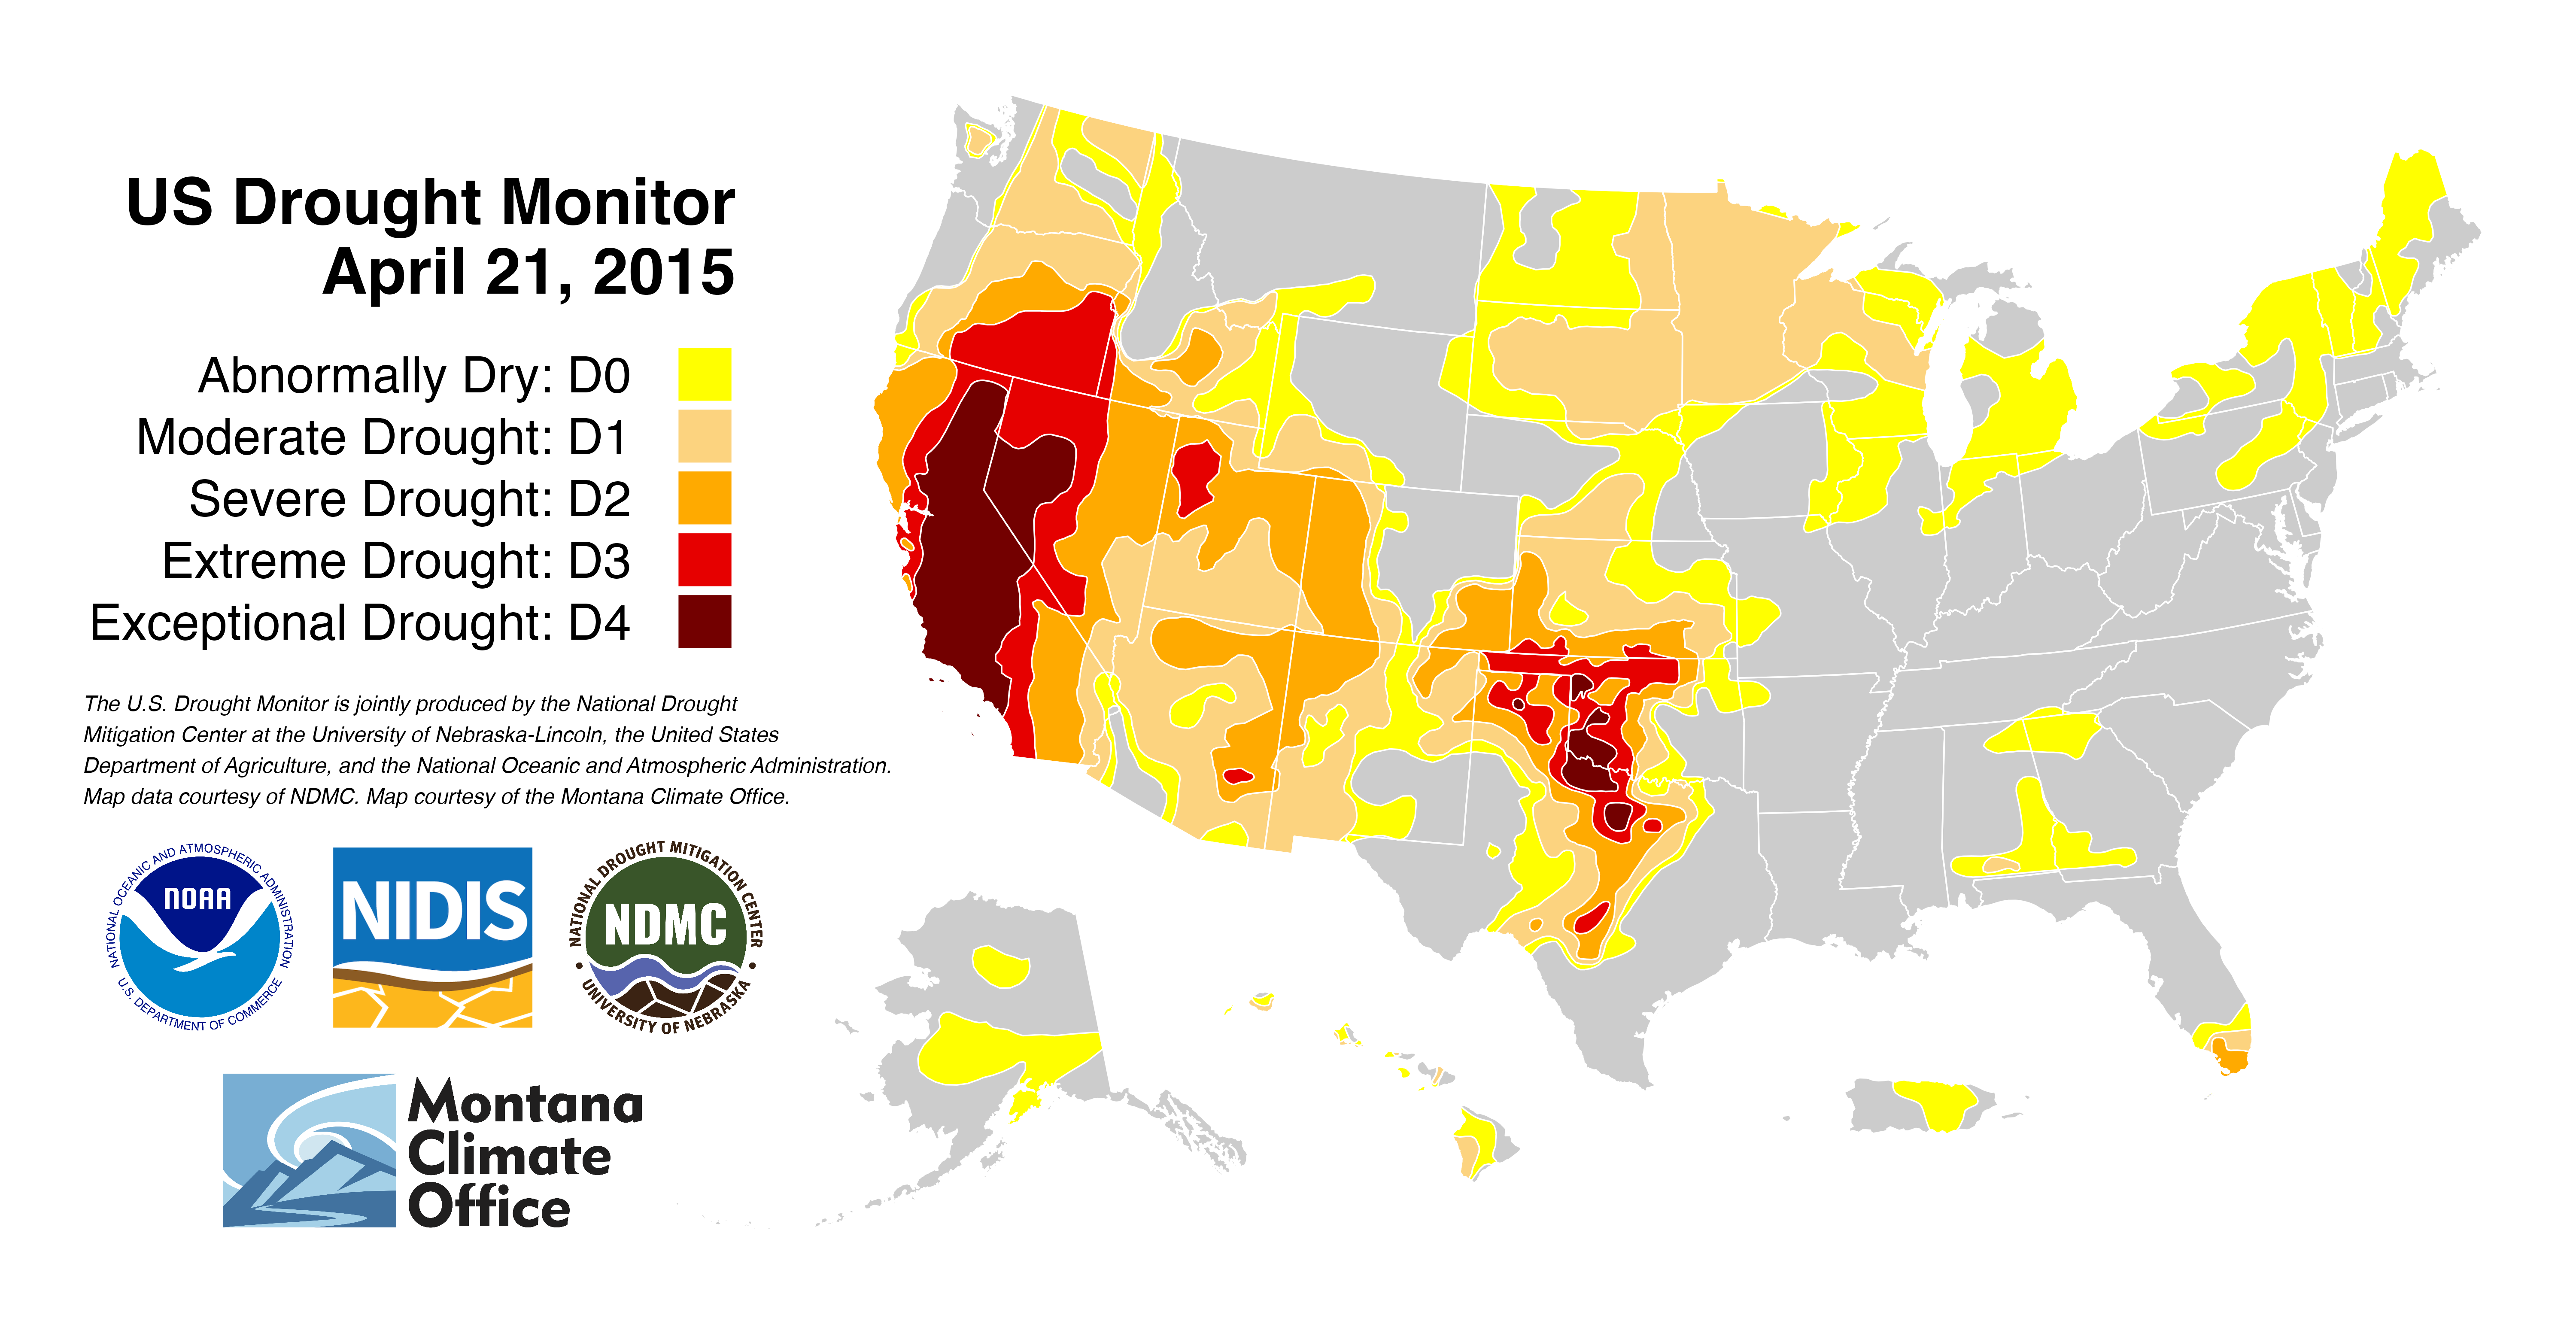 US Drought Monitor
April 21, 2015
Abnormally Dry: D0
Moderate Drought: D1
Severe Drought: D2
Extreme Drought: D3
Exceptional Drought: D4
The U.S. Drought Monitor is jointly produced by the National Drought
Mitigation Center at the University of Nebraska-Lincoln, the United States
Department of Agriculture, and the National Oceanic and Atmospheric Administration.
Map data courtesy of NDMC. Map courtesy of the Montana Climate Office.
NATIONAL OCEANIC AND ATMOSPHERIC ADMINISTRATION
NOAA
U.S. DEPARTMENT OF COMMERCE
NIDIS
NATIONAL DROUGHT MITIGATION CENTER
NDMC
UNIVERSITY OF NEBRASKA
Montana
Climate
Office